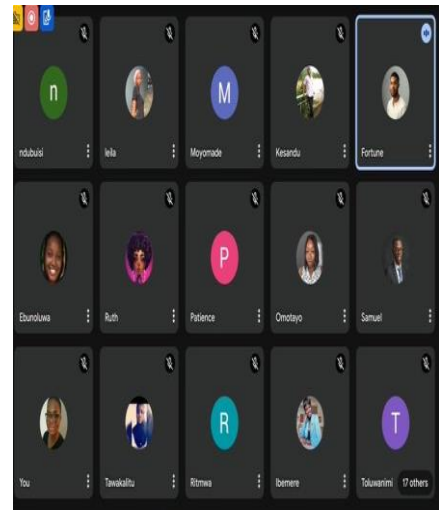 n
M
ndubuisi
leila
Moyomade
Kesandu
Fortune
P
Ebunoluwa
Ruth
Patience
Omotayo
Samuel
R
T
You
Tawakalitu
Ritmwa
Ibemere
Toluwanimi
17 others